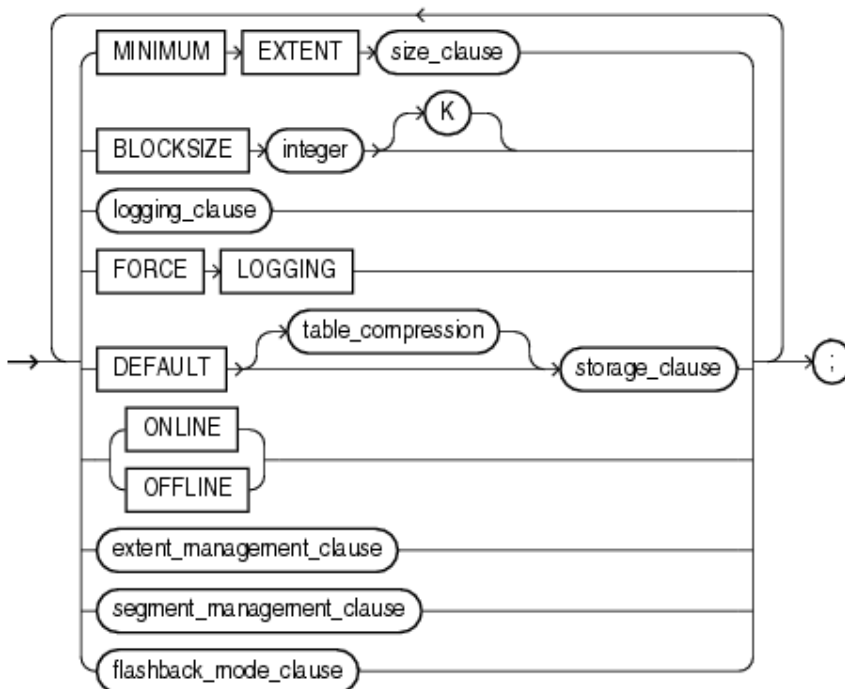 MINIMUM EXTENT size_clause
K
BLOCKSIZE integer
logging_clause
FORCE LOGGING
table_compression
DEFAULT storage_clause ;
ONLINE
OFFLINE
extent_management_clause
segment_management_clause
flashback_mode_clause